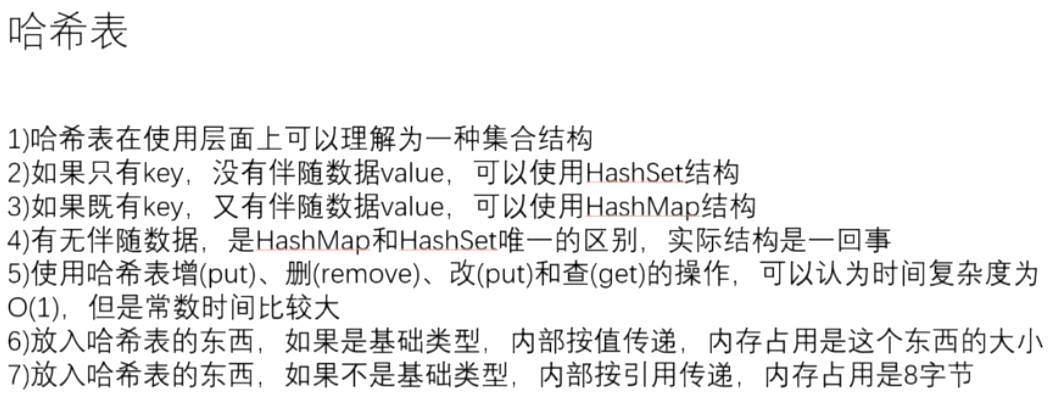 哈希表
1)哈希表在使用层面上可以理解为一种集合结构
2)如果只有key，没有伴随数据value，可以使用HashSet结构
3)如果既有key，又有伴随数据value，可以使用HashMap结构
4)有无伴随数据，是HashMap和HashSet唯一的区别，实际结构是一回事
5)使用哈希表增(put)、删(remove)、改(put)和查(get)的操作，可以认为时间复杂度为
O(1)，但是常数时间比较大
6)放入哈希表的东西，如果是基础类型，内部按值传递，内存占用是这个东西的大小
7)放入哈希表的东西，如果不是基础类型，内部按引用传递，内存占用是8字节